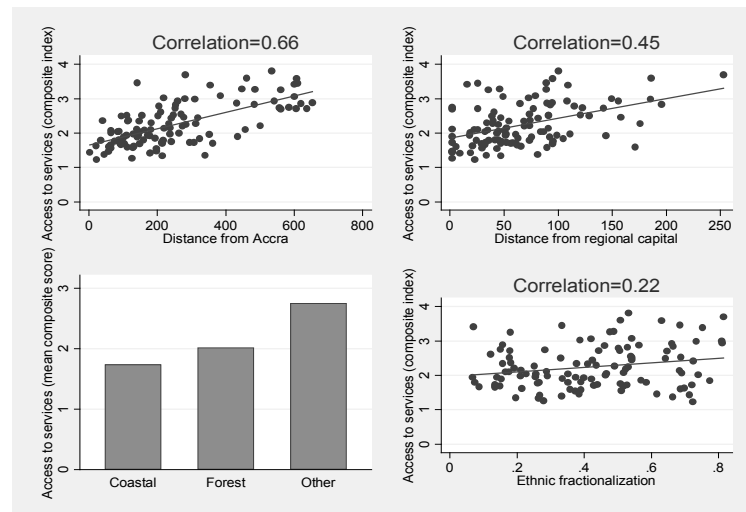 Correlation=0.66
Access to services (composite index)
4
3
2
1
0
0 200 400 600 800
Distance from Accra
Correlation=0.45
Access to services (composite index)
4
3
2
1
0
0 50 100 150 200 250
Distance from regional capital
Access to services (mean composite score)
3
2
1
0
Coastal Forest Other
Correlation=0.22
Access to services (composite index)
4
3
2
1
0
0 .2 .4 .6 .8
Ethnic fractionalization